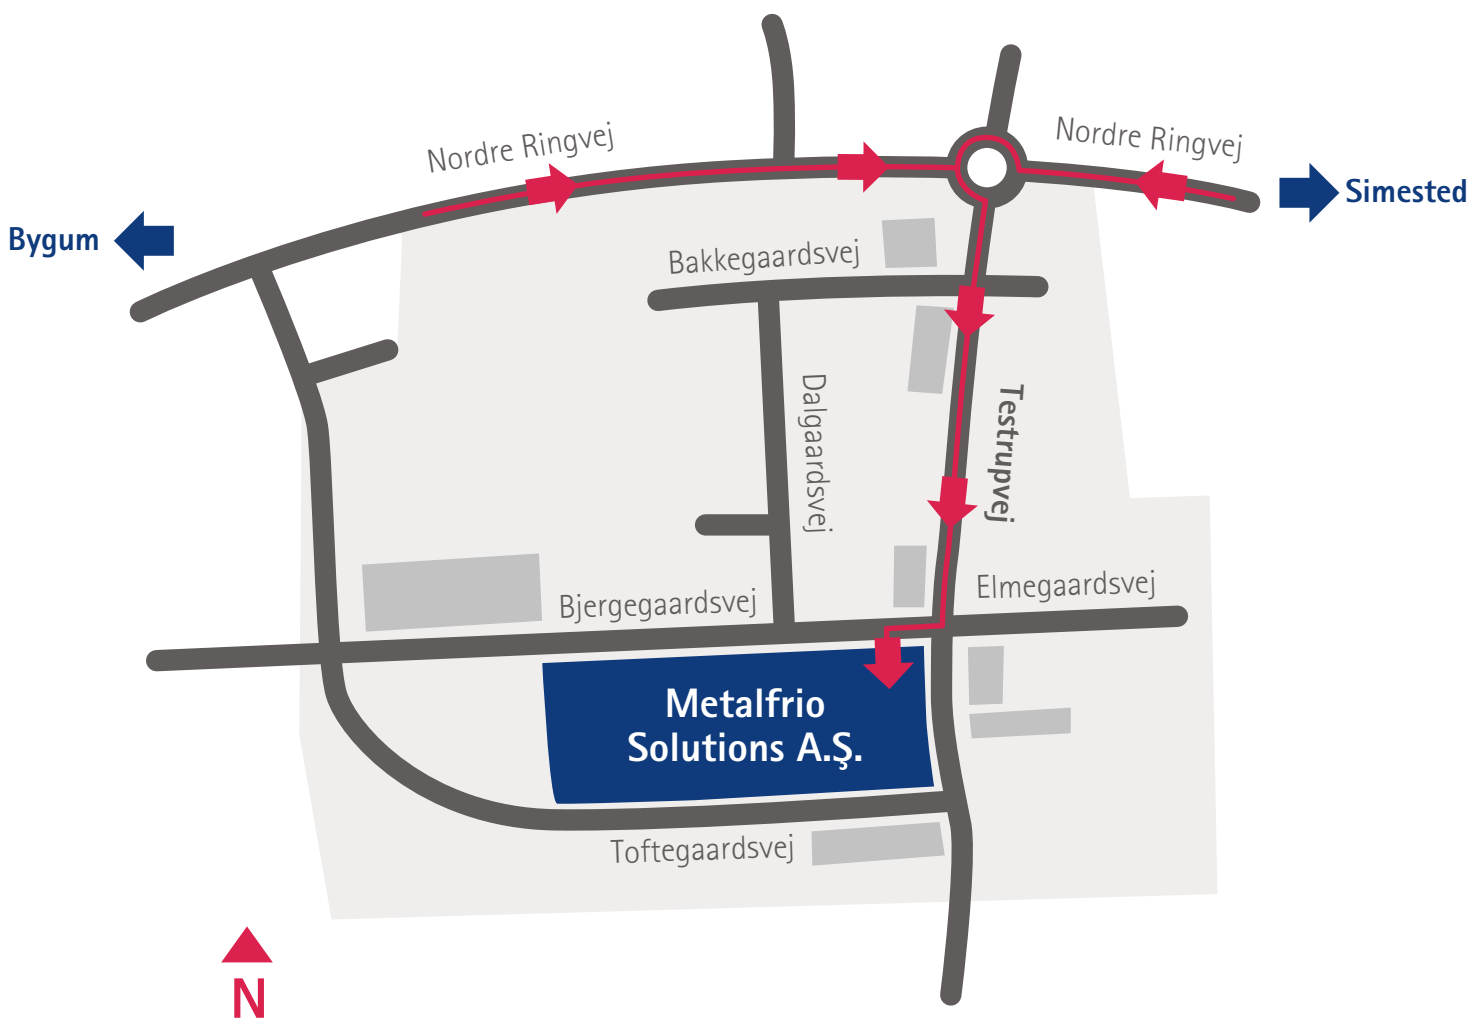 Nordre Ringvej
Nordre Ringvej
Simested
Bygum
Bakkegaardsvej
Dalgaardsvej
Testrupvej
Elmegaardsvej
Bjergegaardsvej
Metalfrio
Solutions A.Ş.
Toftegaardsvej
N